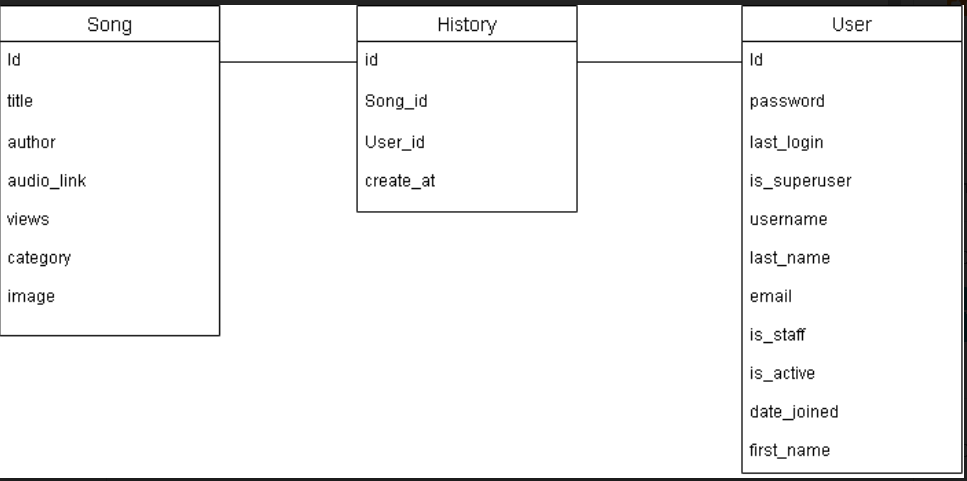 Song
Id
title
author
audio_link
views
category
image
History
id
Song_id
User_id
create_at
User
Id
password
last_login
is_superuser
username
last_name
email
is_staff
is_active
date_joined
first_name